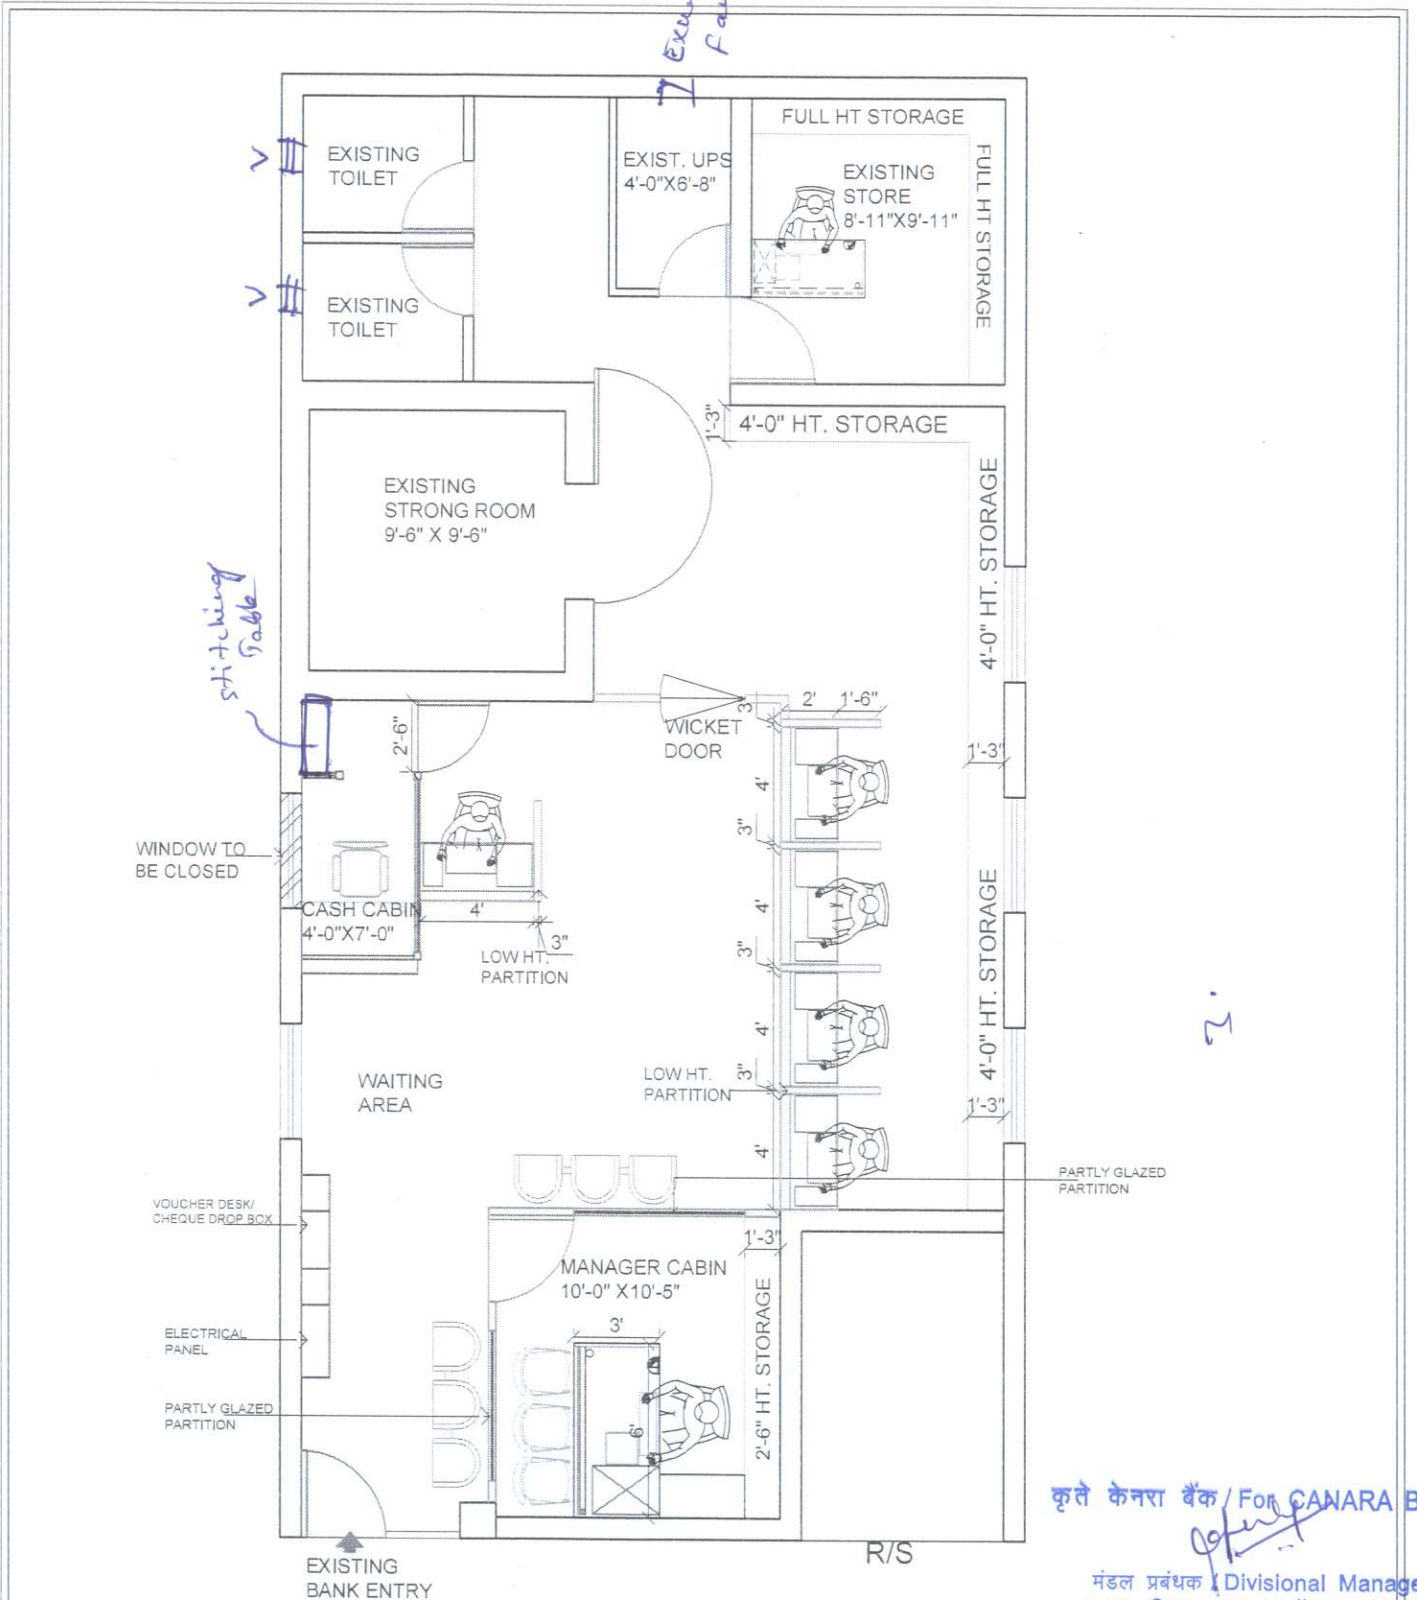 FULL HT STORAGE
EXISTING
TOILET
EXIST. UPS
4'-0"X6'-8"
EXISTING
STORE
8'-11"X9'-11"
FULL HT STORAGE
V
V
EXISTING
TOILET
1'-3"
4'-0" HT. STORAGE
EXISTING
STRONG ROOM
9'-6" X 9'-6"
4'-0" HT. STORAGE
stitching
Table
2'-6"
WICKET
DOOR
3"
2'
1'-6"
1'-3"
4'
3"
WINDOW TO
BE CLOSED
CASH CABIN
4'-0"X7'-0"
4'
3"
LOW HT.
PARTITION
4'
3"
4'-0" HT. STORAGE
4'
WAITING
AREA
LOW HT.
PARTITION
3"
1'-3"
4'
PARTLY GLAZED
PARTITION
VOUCHER DESK/
CHEQUE DROP BOX
1'-3"
MANAGER CABIN
10'-0" X10'-5"
3'
ELECTRICAL
PANEL
2'-6" HT. STORAGE
PARTLY GLAZED
PARTITION
6'
कृते केनरा बैंक / For CANARA B
R/S
EXISTING
BANK ENTRY
मंडल प्रबंधक / Divisional Manage